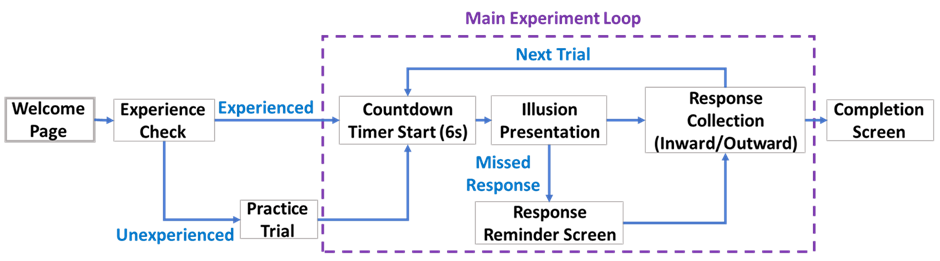 Main Experiment Loop
Next Trial
Welcome
Page
Experience
Check
Experienced
Countdown
Timer Start (6s)
Illusion
Presentation
Response
Collection
(Inward/Outward)
Completion
Screen
Missed
Response
Unexperienced
Practice
Trial
Response
Reminder Screen